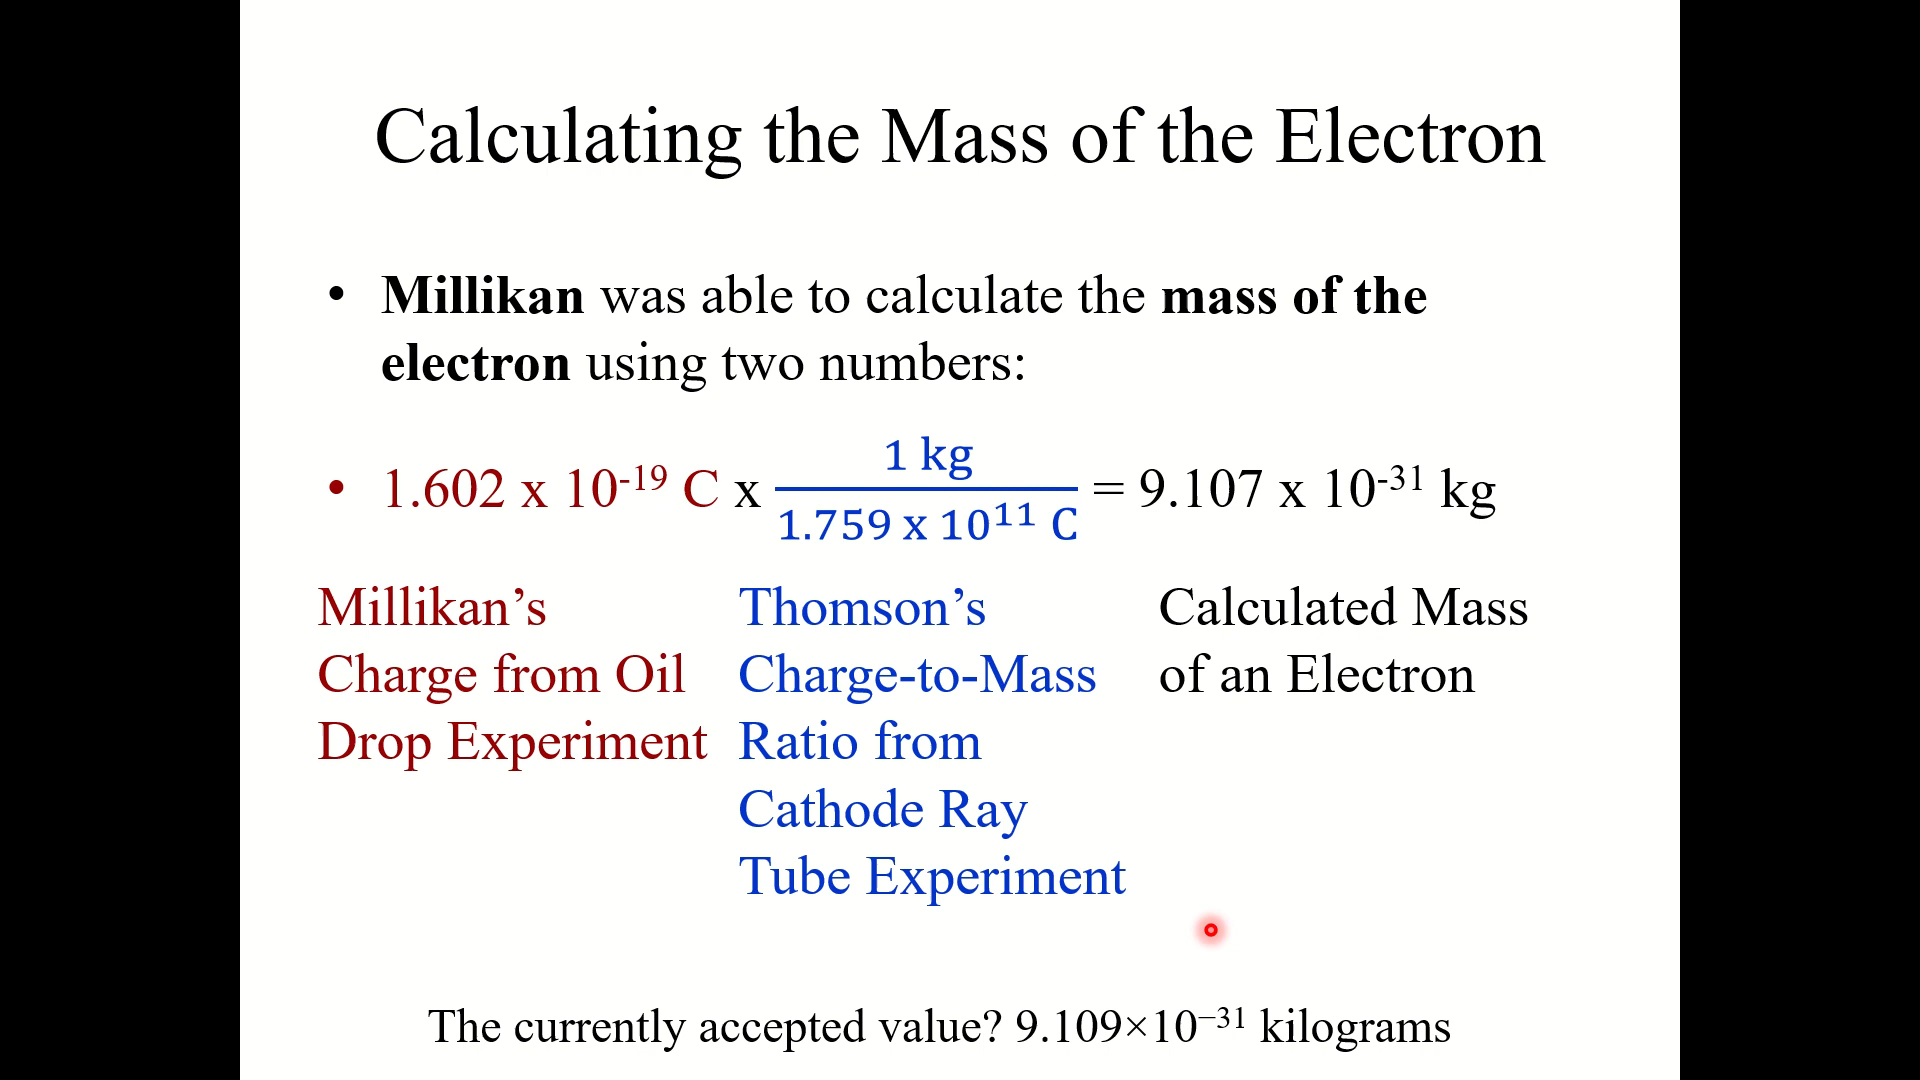 Calculating the Mass of the Electron
• Millikan was able to calculate the mass of the
electron using two numbers:
• 1.602 x 10⁻¹⁹ C x 1 kg / 1.759 x 10¹¹ C = 9.107 x 10⁻³¹ kg
Millikan’s
Charge from Oil
Drop Experiment
Thomson’s
Charge-to-Mass
Ratio from
Cathode Ray
Tube Experiment
Calculated Mass
of an Electron
The currently accepted value? 9.109×10⁻³¹ kilograms